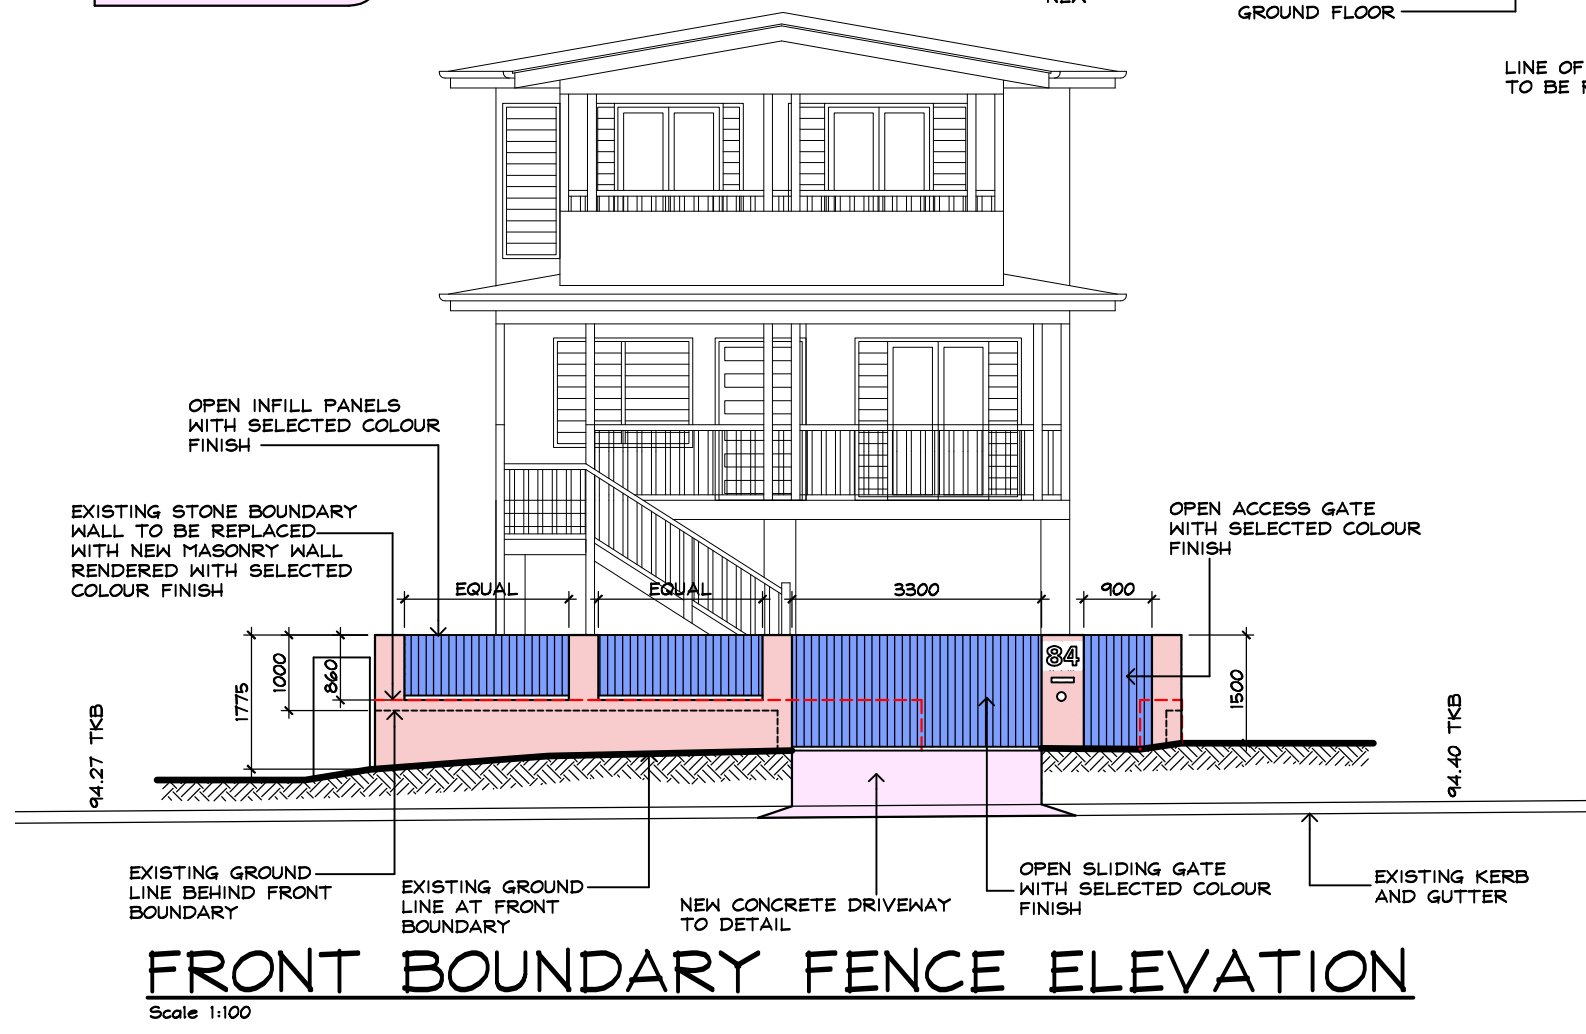 GROUND FLOOR
LINE OF
TO BE
OPEN INFILL PANELS
WITH SELECTED COLOUR
FINISH
EXISTING STONE BOUNDARY
WALL TO BE REPLACED
WITH NEW MASONRY WALL
RENDERED WITH SELECTED
COLOUR FINISH
OPEN ACCESS GATE
WITH SELECTED COLOUR
FINISH
EQUAL
EQUAL
3300
900
1775
1000
860
84
1500
94.27 TKB
94.40 TKB
EXISTING GROUND
LINE BEHIND FRONT
BOUNDARY
EXISTING GROUND
LINE AT FRONT
BOUNDARY
NEW CONCRETE DRIVEWAY
TO DETAIL
OPEN SLIDING GATE
WITH SELECTED COLOUR
FINISH
EXISTING KERB
AND GUTTER
FRONT BOUNDARY FENCE ELEVATION
Scale 1:100